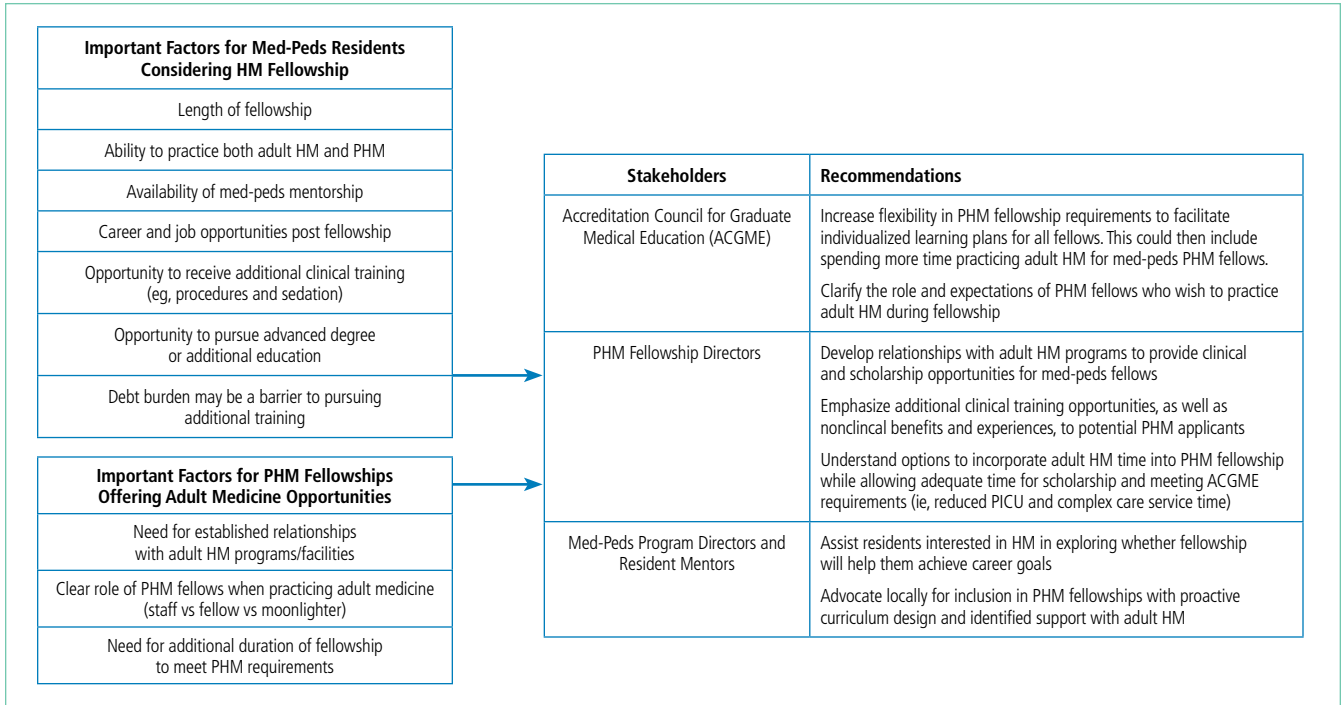 Important Factors for Med-Peds Residents
Considering HM Fellowship
Length of fellowship
Ability to practice both adult HM and PHM
Availability of med-peds mentorship
Career and job opportunities post fellowship
Opportunity to receive additional clinical training
(eg, procedures and sedation)
Opportunity to pursue advanced degree
or additional education
Debt burden may be a barrier to pursuing
additional training
Important Factors for PHM Fellowships
Offering Adult Medicine Opportunities
Need for established relationships
with adult HM programs/facilities
Clear role of PHM fellows when practicing adult medicine
(staff vs fellow vs moonlighter)
Need for additional duration of fellowship
to meet PHM requirements
Stakeholders
Recommendations
Accreditation Council for Graduate
Medical Education (ACGME)
Increase flexibility in PHM fellowship requirements to facilitate
individualized learning plans for all fellows. This could then include
spending more time practicing adult HM for med-peds PHM fellows.
Clarify the role and expectations of PHM fellows who wish to practice
adult HM during fellowship
PHM Fellowship Directors
Develop relationships with adult HM programs to provide clinical
and scholarship opportunities for med-peds fellows
Emphasize additional clinical training opportunities, as well as
nonclincal benefits and experiences, to potential PHM applicants
Understand options to incorporate adult HM time into PHM fellowship
while allowing adequate time for scholarship and meeting ACGME
requirements (ie, reduced PICU and complex care service time)
Med-Peds Program Directors and
Resident Mentors
Assist residents interested in HM in exploring whether fellowship
will help them achieve career goals
Advocate locally for inclusion in PHM fellowships with proactive
curriculum design and identified support with adult HM